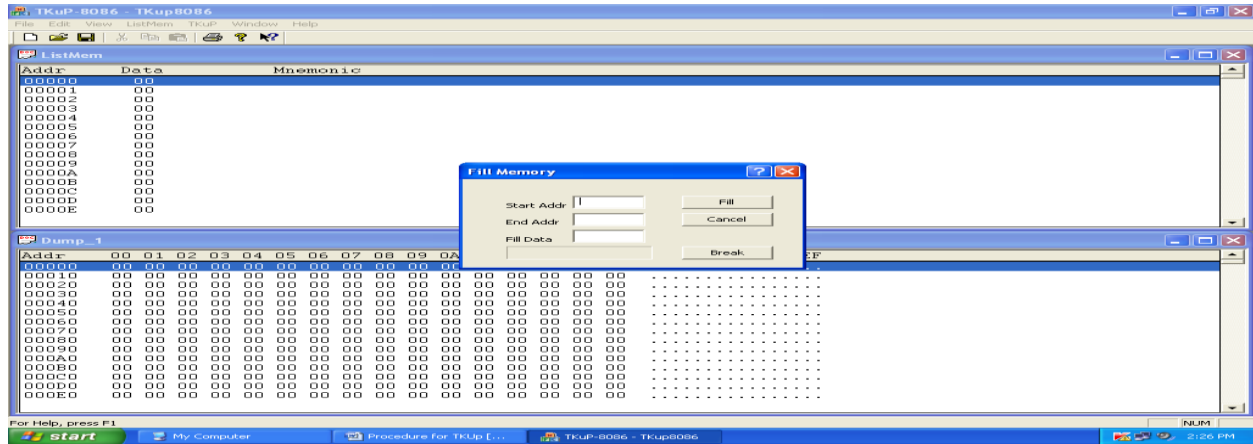 TKuP-8086 - TKup8086
File Edit View ListMem TKuP Window Help
ListMem
Addr Data Mnemonic
00000 00
00001 00
00002 00
00003 00
00004 00
00005 00
00006 00
00007 00
00008 00
00009 00
0000A 00
0000B 00
0000C 00
0000D 00
0000E 00
Fill Memory
Start Addr Fill
End Addr Cancel
Fill Data
Break
Dump_1
Addr 00 01 02 03 04 05 06 07 08 09 0A EF
00000 00 00 00 00 00 00 00 00 00 00 00
00010 00 00 00 00 00 00 00 00 00 00 00 00 00 00 00 00 ................
00020 00 00 00 00 00 00 00 00 00 00 00 00 00 00 00 00 ................
00030 00 00 00 00 00 00 00 00 00 00 00 00 00 00 00 00 ................
00040 00 00 00 00 00 00 00 00 00 00 00 00 00 00 00 00 ................
00050 00 00 00 00 00 00 00 00 00 00 00 00 00 00 00 00 ................
00060 00 00 00 00 00 00 00 00 00 00 00 00 00 00 00 00 ................
00070 00 00 00 00 00 00 00 00 00 00 00 00 00 00 00 00 ................
00080 00 00 00 00 00 00 00 00 00 00 00 00 00 00 00 00 ................
00090 00 00 00 00 00 00 00 00 00 00 00 00 00 00 00 00 ................
000A0 00 00 00 00 00 00 00 00 00 00 00 00 00 00 00 00 ................
000B0 00 00 00 00 00 00 00 00 00 00 00 00 00 00 00 00 ................
000C0 00 00 00 00 00 00 00 00 00 00 00 00 00 00 00 00 ................
000D0 00 00 00 00 00 00 00 00 00 00 00 00 00 00 00 00 ................
000E0 00 00 00 00 00 00 00 00 00 00 00 00 00 00 00 00 ................
For Help, press F1 NUM
start My Computer Procedure for TKUp [... TKuP-8086 - TKup8086 2:26 PM